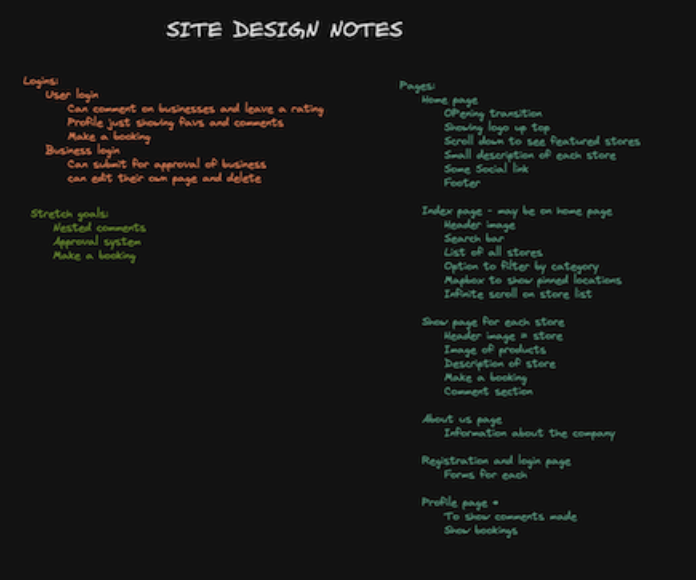 SITE DESIGN NOTES
Logins:
User login
Can comment on businesses and leave a rating
Profile just showing favs and comments
Make a booking
Business login
Can submit for approval of business
can edit their own page and delete
Stretch goals:
Nested comments
Approval system
Make a booking
Pages:
Home page
OPening transition
Showing logo up top
Scroll down to see featured stores
Small description of each store
Some Social link
Footer
Index page - may be on home page
Header image
Search bar
List of all stores
Option to filter by category
Mapbox to show pinned locations
Infinite scroll on store list
Show page for each store
Header image = store
Image of products
Description of store
Make a booking
Comment section
About us page
Information about the company
Registration and login page
Forms for each
Profile page *
To show comments made
Show bookings